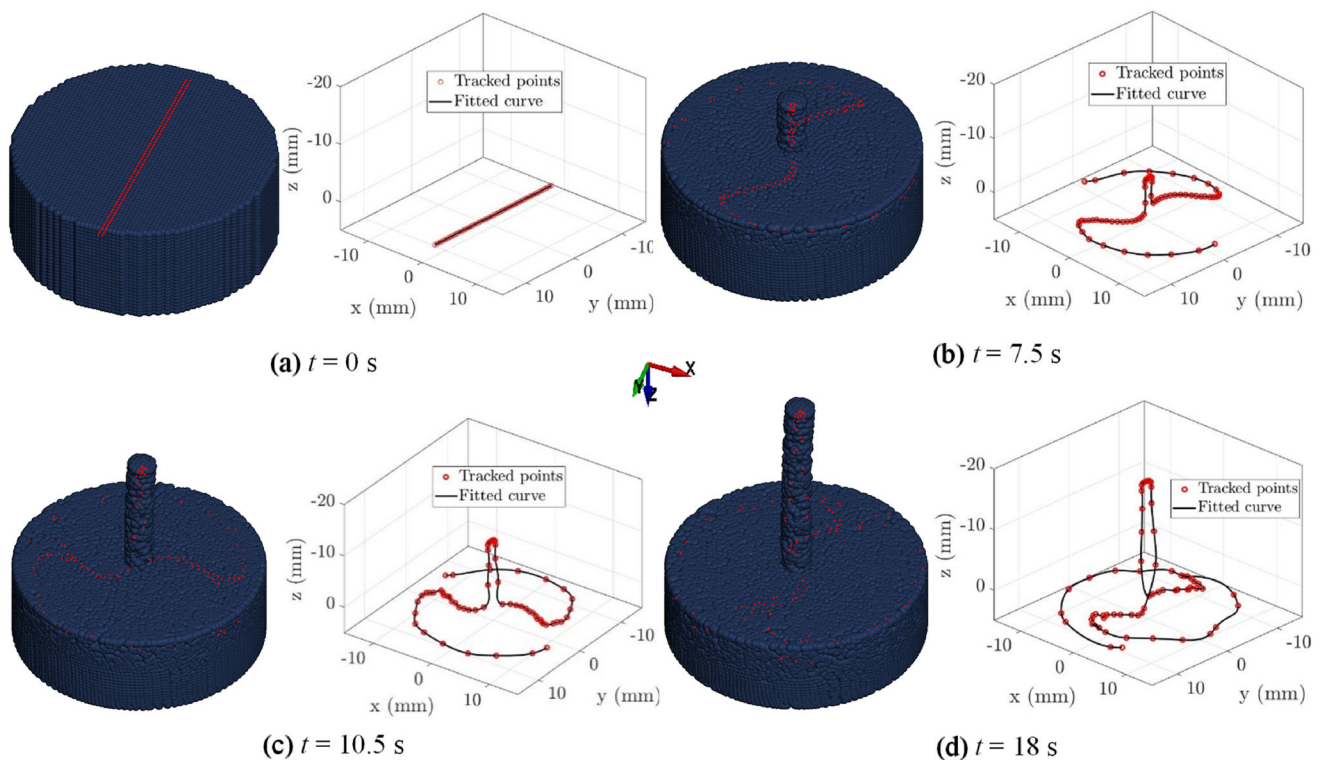 -20
-10
0
z (mm)
Tracked points
Fitted curve
-10
0
10
x (mm)
-10
0
10
y (mm)
(a) t = 0 s
-20
-10
0
z (mm)
Tracked points
Fitted curve
-10
0
10
x (mm)
-10
0
10
y (mm)
(b) t = 7.5 s
X
Y
Z
-20
-10
0
z (mm)
Tracked points
Fitted curve
-10
0
10
x (mm)
-10
0
10
y (mm)
(c) t = 10.5 s
-20
-10
0
z (mm)
Tracked points
Fitted curve
-10
0
10
x (mm)
-10
0
10
y (mm)
(d) t = 18 s